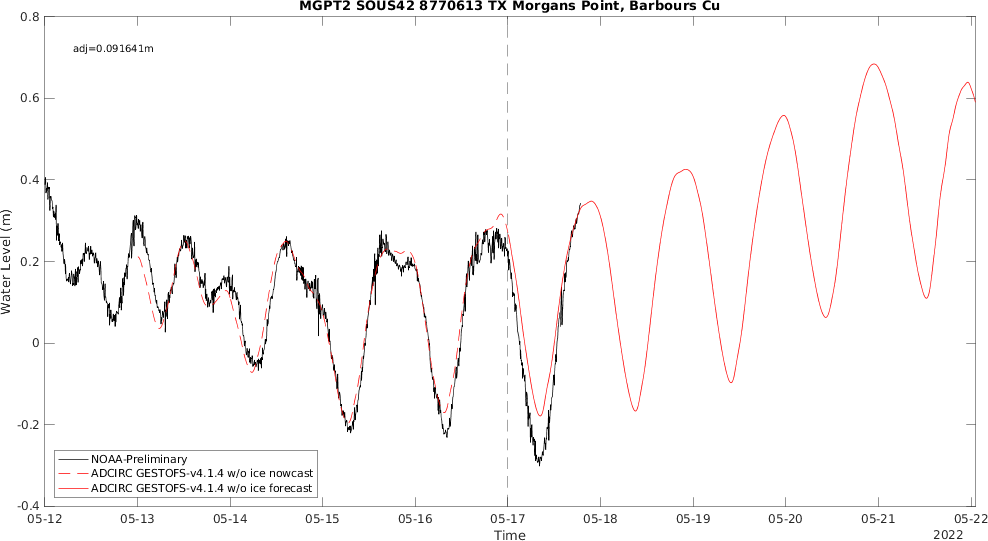 MGPT2 SOUS42 8770613 TX Morgans Point, Barbours Cu
adj=0.091641m
Water Level (m)
0.8
0.6
0.4
0.2
0
-0.2
-0.4
NOAA-Preliminary
ADCIRC GESTOFS-v4.1.4 w/o ice nowcast
ADCIRC GESTOFS-v4.1.4 w/o ice forecast
05-12 05-13 05-14 05-15 05-16 05-17 05-18 05-19 05-20 05-21 05-22
Time
2022